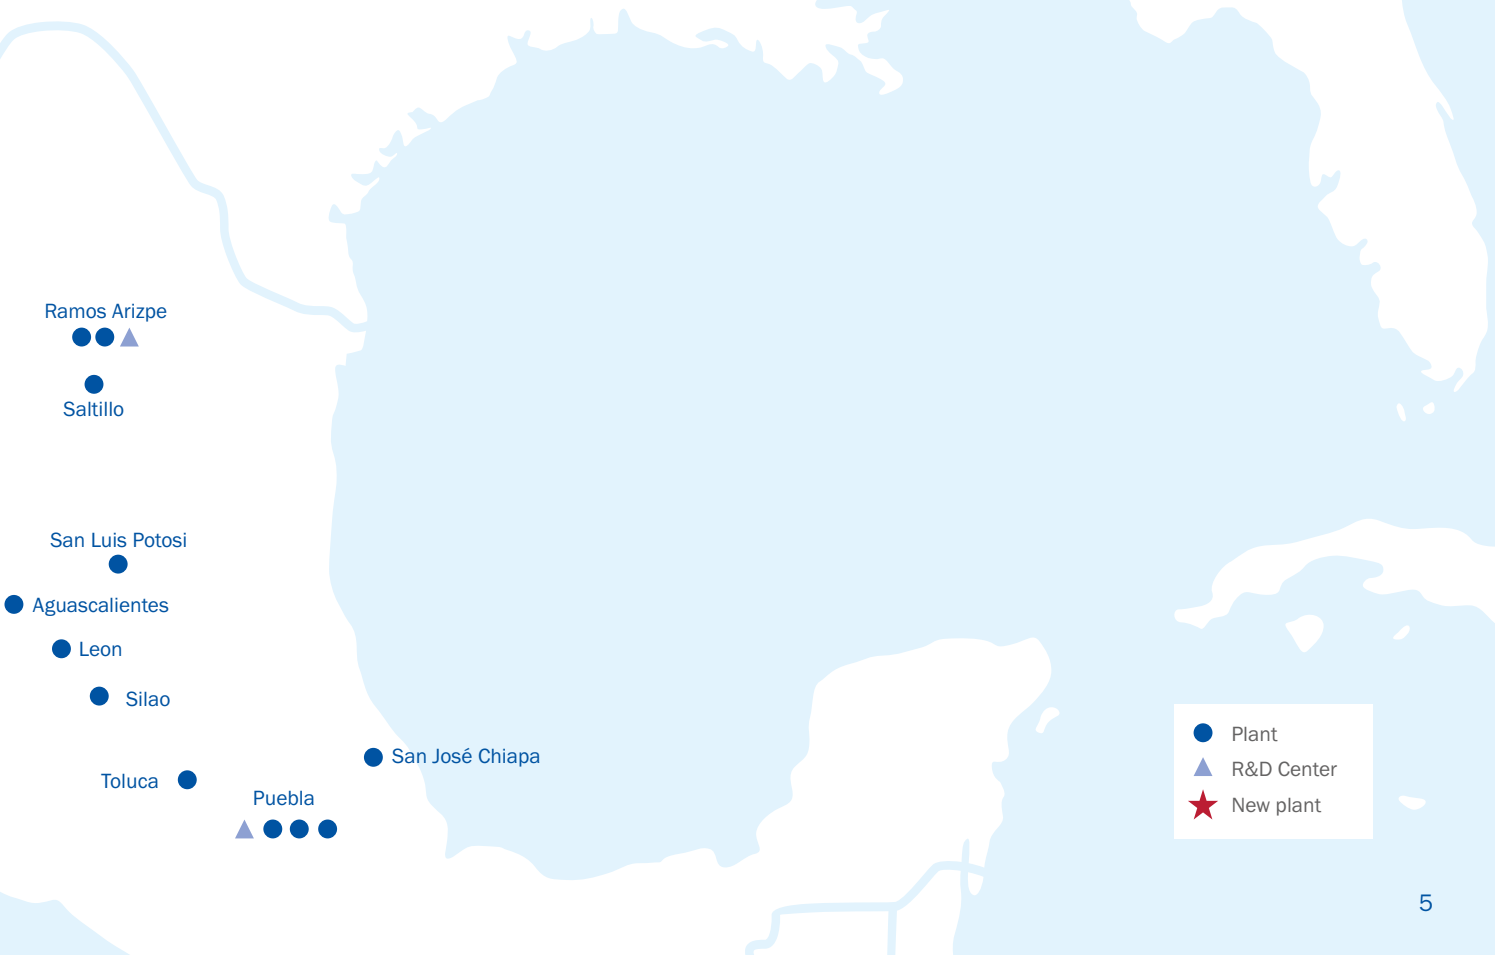 Ramos Arizpe
Saltillo
San Luis Potosi
Aguascalientes
Leon
Silao
San José Chiapa
Toluca
Puebla
Plant
R&D Center
New plant
5